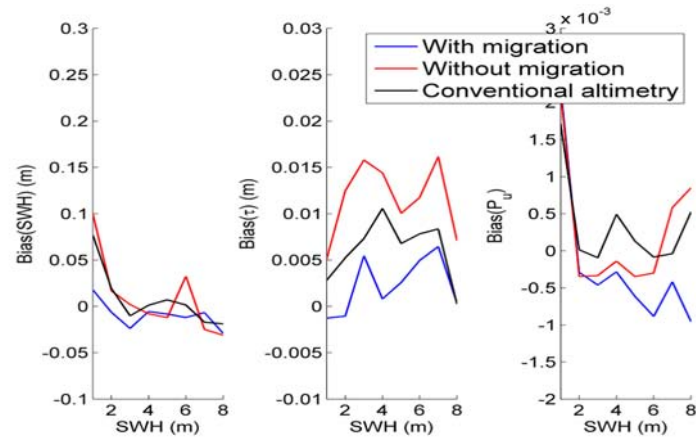 0.3
0.25
0.2
0.15
0.1
0.05
0
-0.05
-0.1
Bias(SWH) (m)
2 4 6 8
SWH (m)
0.03
0.025
0.02
0.015
0.01
0.005
0
-0.005
-0.01
Bias(τ) (m)
2 4 6 8
SWH (m)
With migration
Without migration
Conventional altimetry
x 10⁻³
3
2
1.5
1
0.5
0
-0.5
-1
-1.5
-2
Bias(Pᵤ)
2 4 6 8
SWH (m)